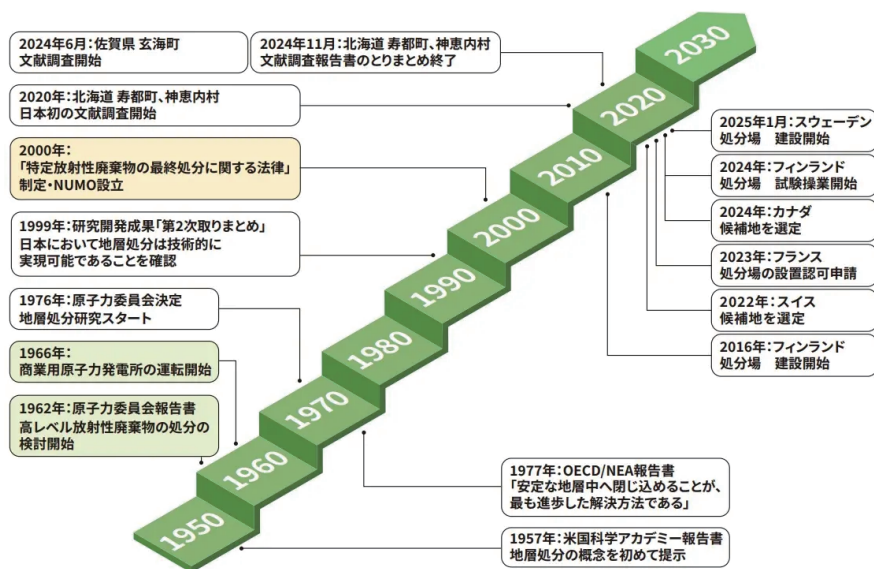 2024年6月：佐賀県 玄海町
文献調査開始
2024年11月：北海道 寿都町、神恵内村
文献調査報告書のとりまとめ終了
2020年：北海道 寿都町、神恵内村
日本初の文献調査開始
2000年：
「特定放射性廃棄物の最終処分に関する法律」
制定・NUMO設立
1999年：研究開発成果「第2次取りまとめ」
日本において地層処分は技術的に
実現可能であることを確認
1976年：原子力委員会決定
地層処分研究スタート
1966年：
商業用原子力発電所の運転開始
1962年：原子力委員会報告書
高レベル放射性廃棄物の処分の
検討開始
2030
2020
2010
2000
1990
1980
1970
1960
1950
2025年1月：スウェーデン
処分場　建設開始
2024年：フィンランド
処分場　試験操業開始
2024年：カナダ
候補地を選定
2023年：フランス
処分場の設置認可申請
2022年：スイス
候補地を選定
2016年：フィンランド
処分場　建設開始
1977年：OECD/NEA報告書
「安定な地層中へ閉じ込めることが、
最も進歩した解決方法である」
1957年：米国科学アカデミー報告書
地層処分の概念を初めて提示